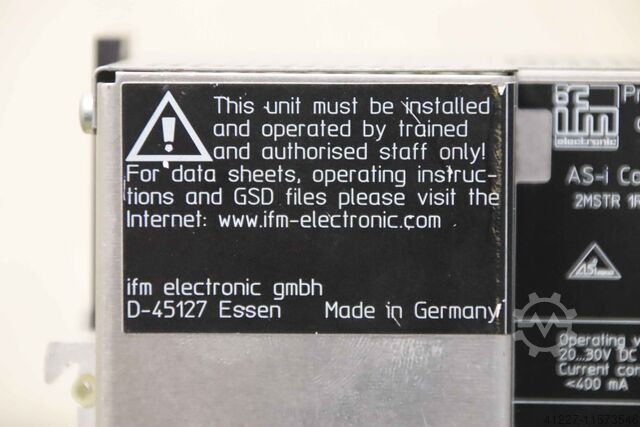 This unit must be installed
and operated by trained
and authorised staff only!
For data sheets, operating instruc-
tions and GSD files please visit the
Internet: www.ifm-electronic.com
ifm electronic gmbh
D-45127 Essen Made in Germany
ifm
electronic
AS-i
2MSTR
Operating
20...30V DC
Current
<400 mA
41227-11573546